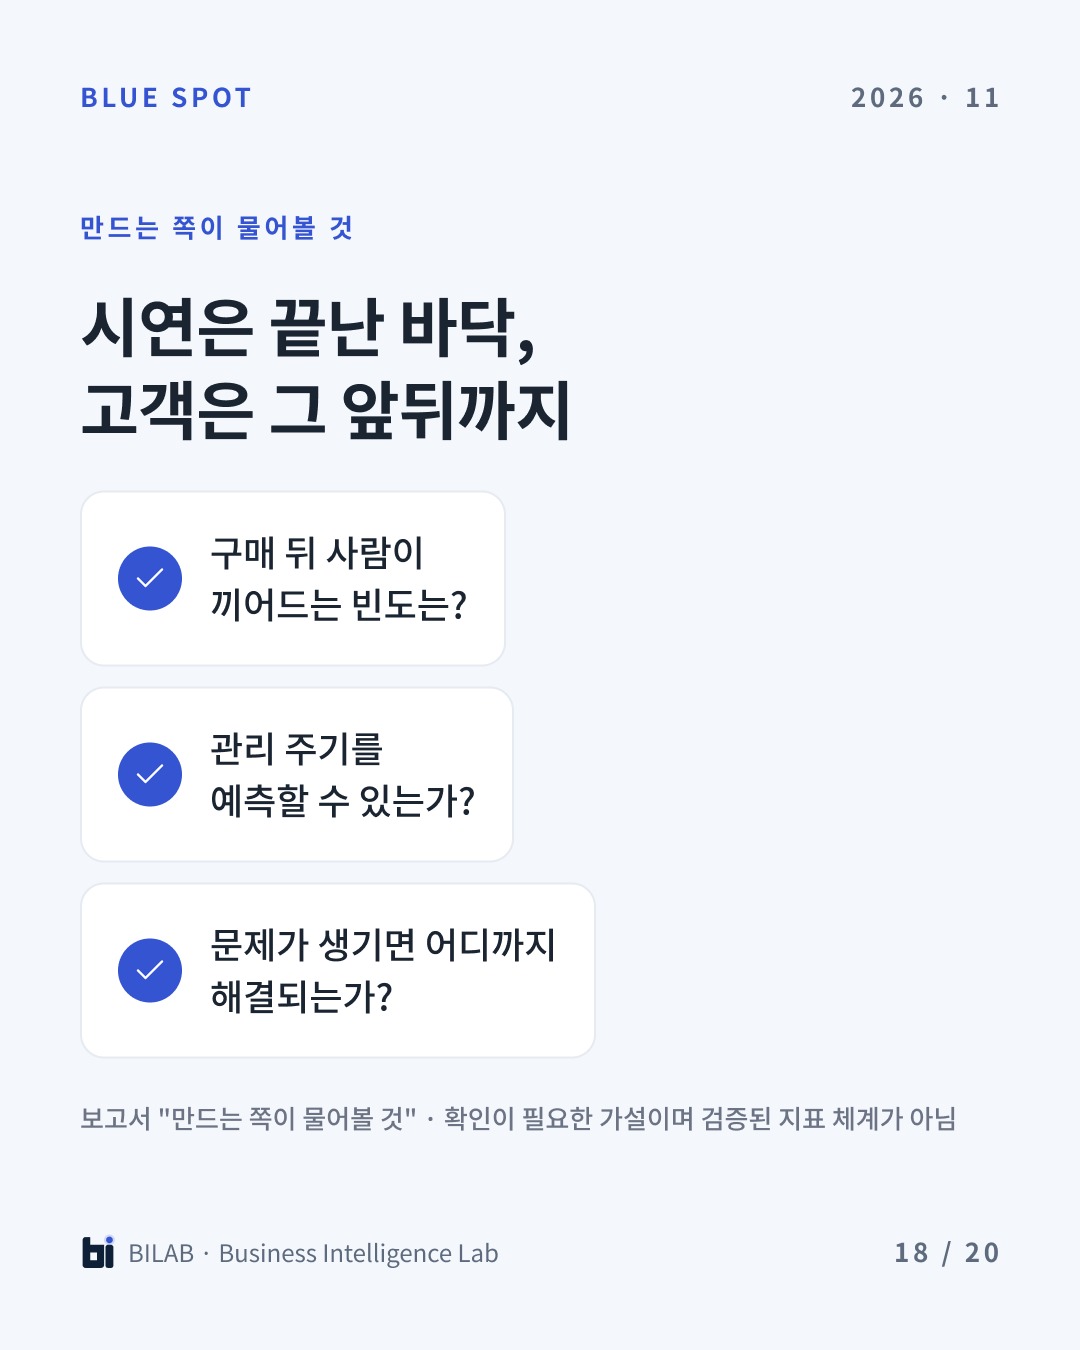 BLUE SPOT
2026 · 11
만드는 쪽이 물어볼 것
시연은 끝난 바닥,
고객은 그 앞뒤까지
구매 뒤 사람이
끼어드는 빈도는?
관리 주기를
예측할 수 있는가?
문제가 생기면 어디까지
해결되는가?
보고서 "만드는 쪽이 물어볼 것" · 확인이 필요한 가설이며 검증된 지표 체계가 아님
bi BILAB · Business Intelligence Lab
18 / 20